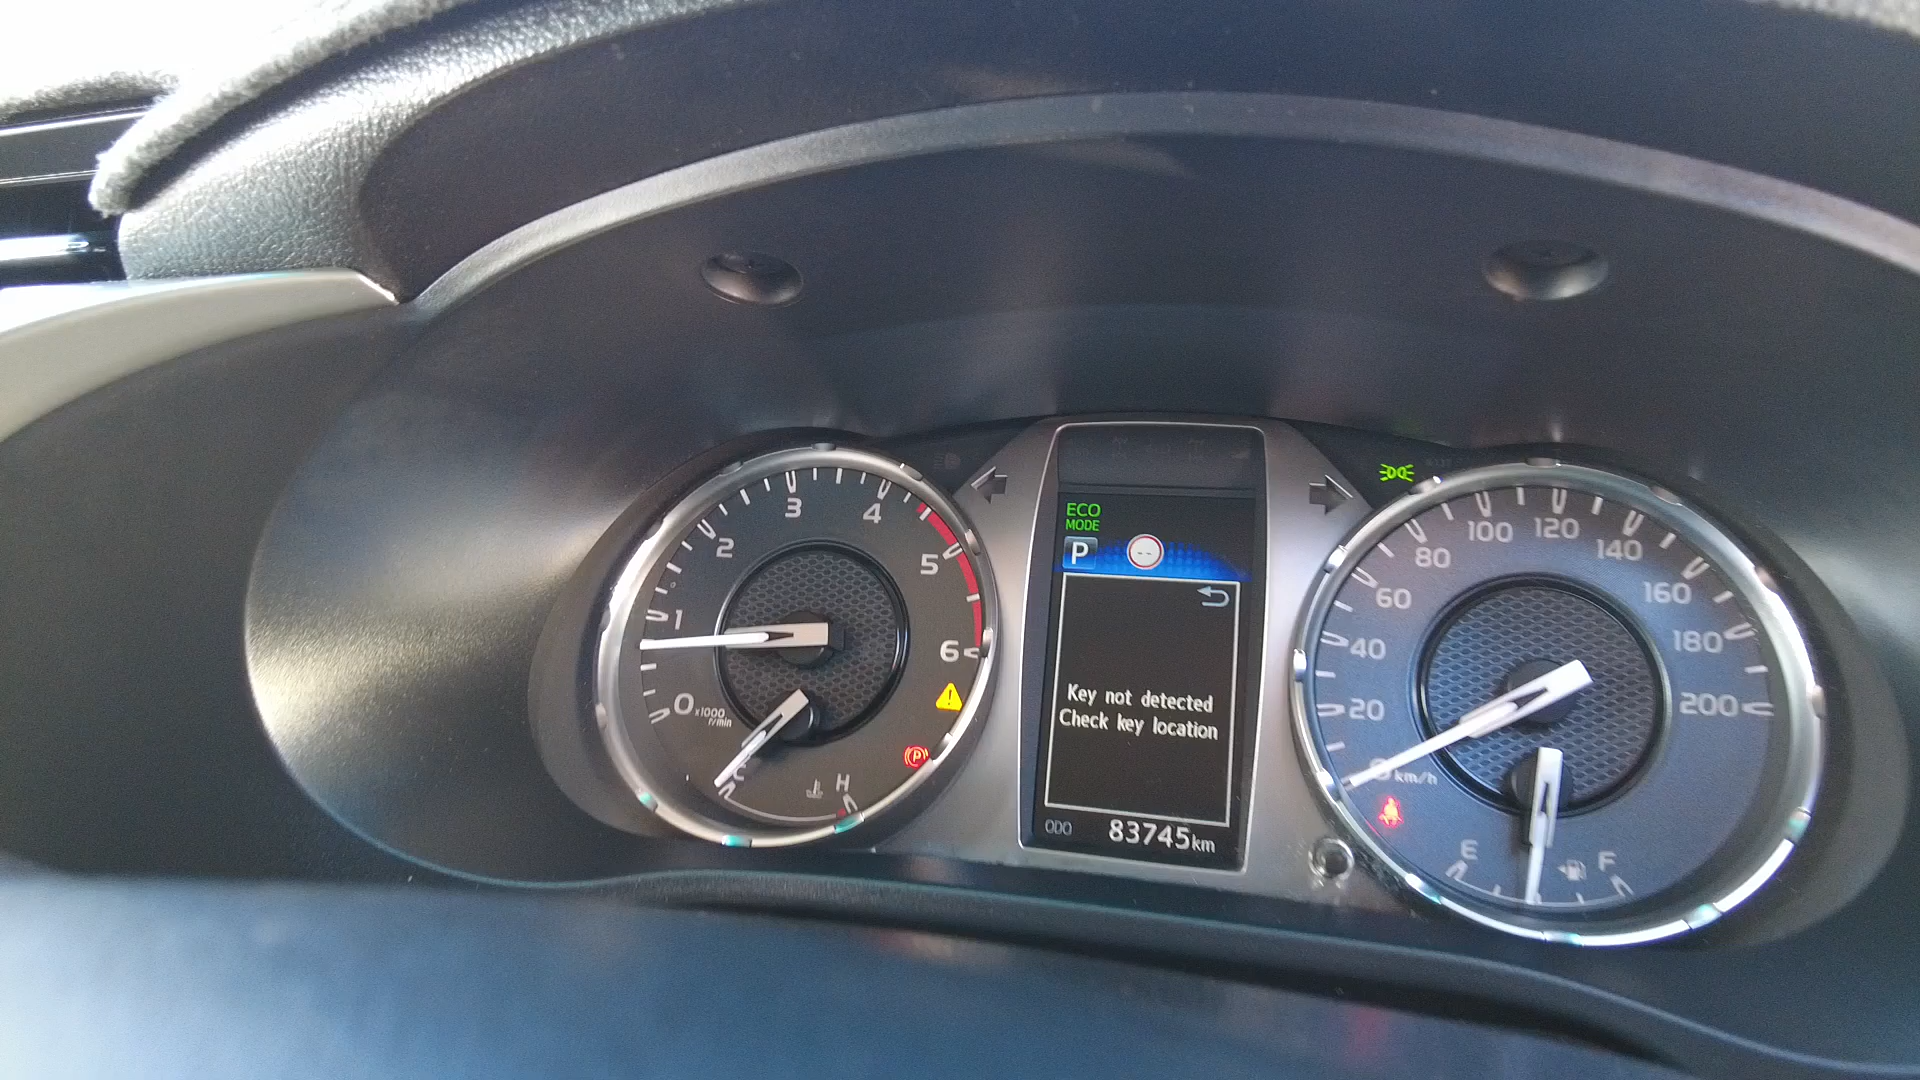 0
1
2
3
4
5
6
x1000
r/min
C
H
P
ECO
MODE
P
--
Key not detected
Check key location
ODO 83745km
0 km/h
20
40
60
80
100
120
140
160
180
200
E
F